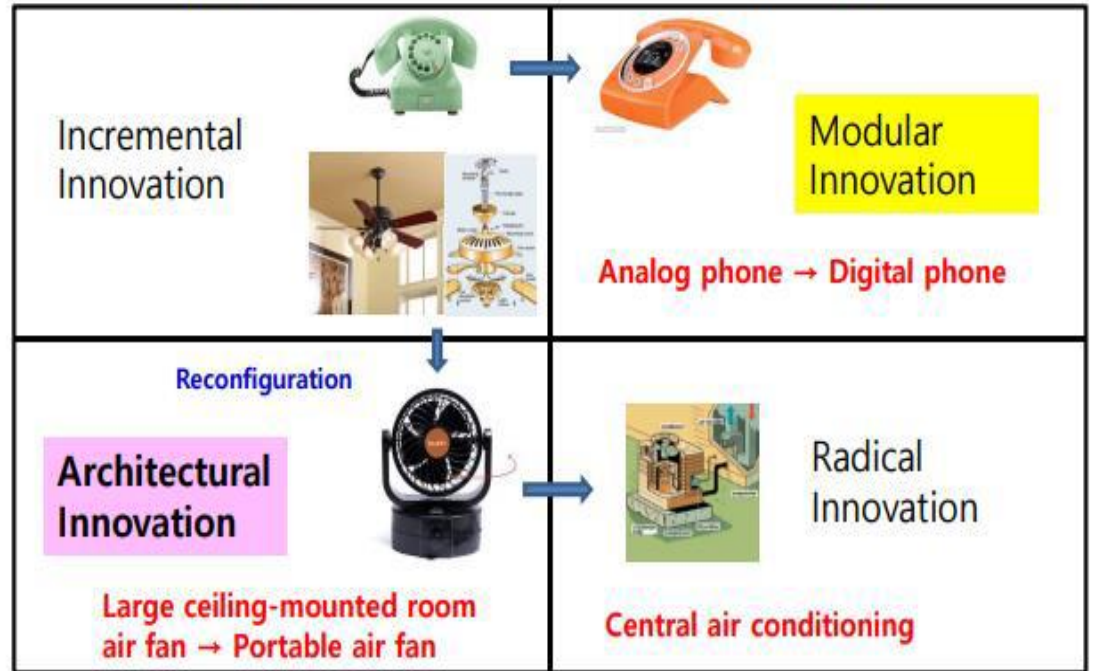 Incremental
Innovation
Modular
Innovation
Analog phone → Digital phone
Reconfiguration
Architectural
Innovation
Large ceiling-mounted room
air fan → Portable air fan
Radical
Innovation
Central air conditioning